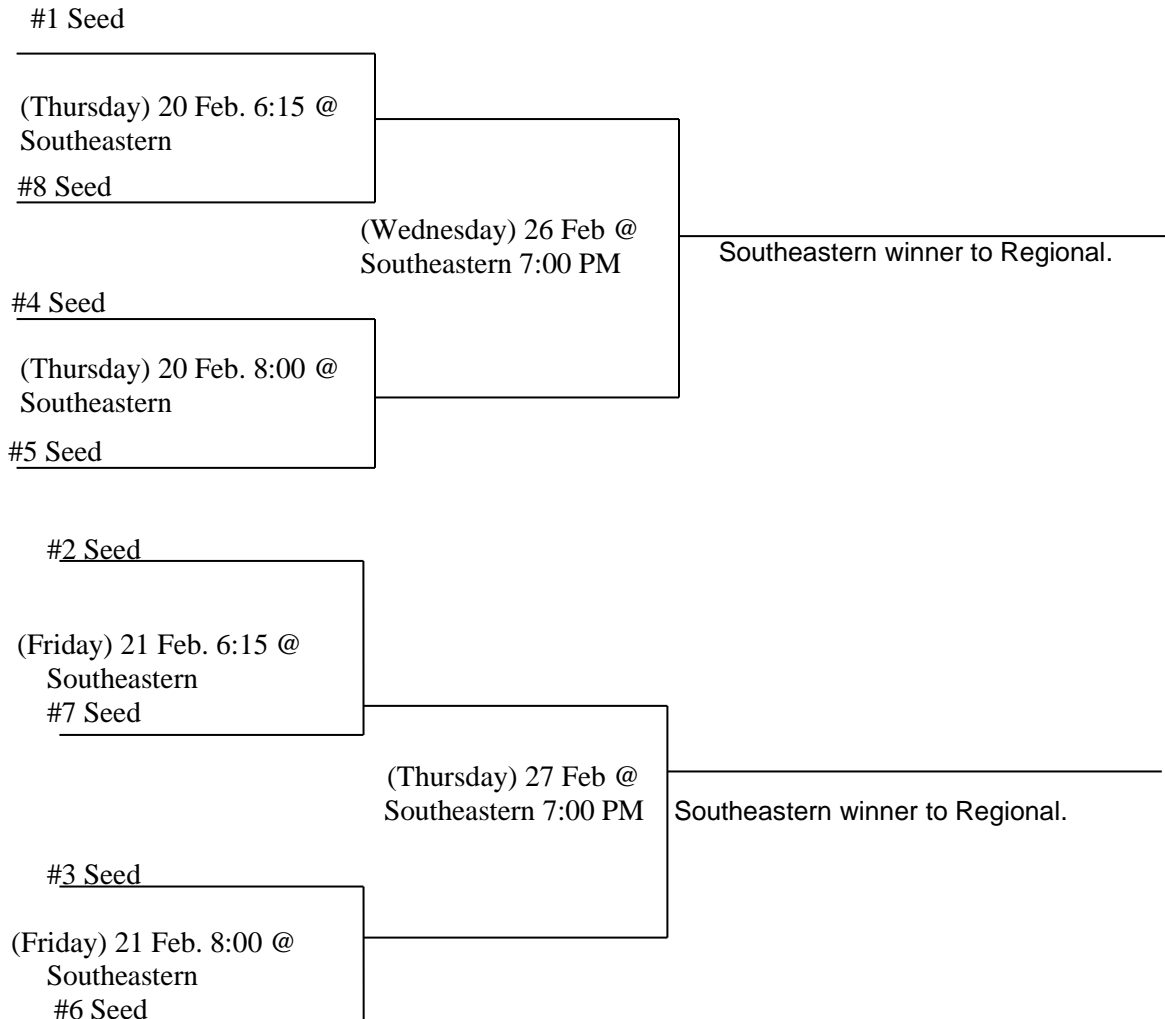 #1 Seed
(Thursday) 20 Feb. 6:15 @
Southeastern
#8 Seed
(Wednesday) 26 Feb @
Southeastern 7:00 PM
Southeastern winner to Regional.
#4 Seed
(Thursday) 20 Feb. 8:00 @
Southeastern
#5 Seed
#2 Seed
(Friday) 21 Feb. 6:15 @
Southeastern
#7 Seed
(Thursday) 27 Feb @
Southeastern 7:00 PM
Southeastern winner to Regional.
#3 Seed
(Friday) 21 Feb. 8:00 @
Southeastern
#6 Seed